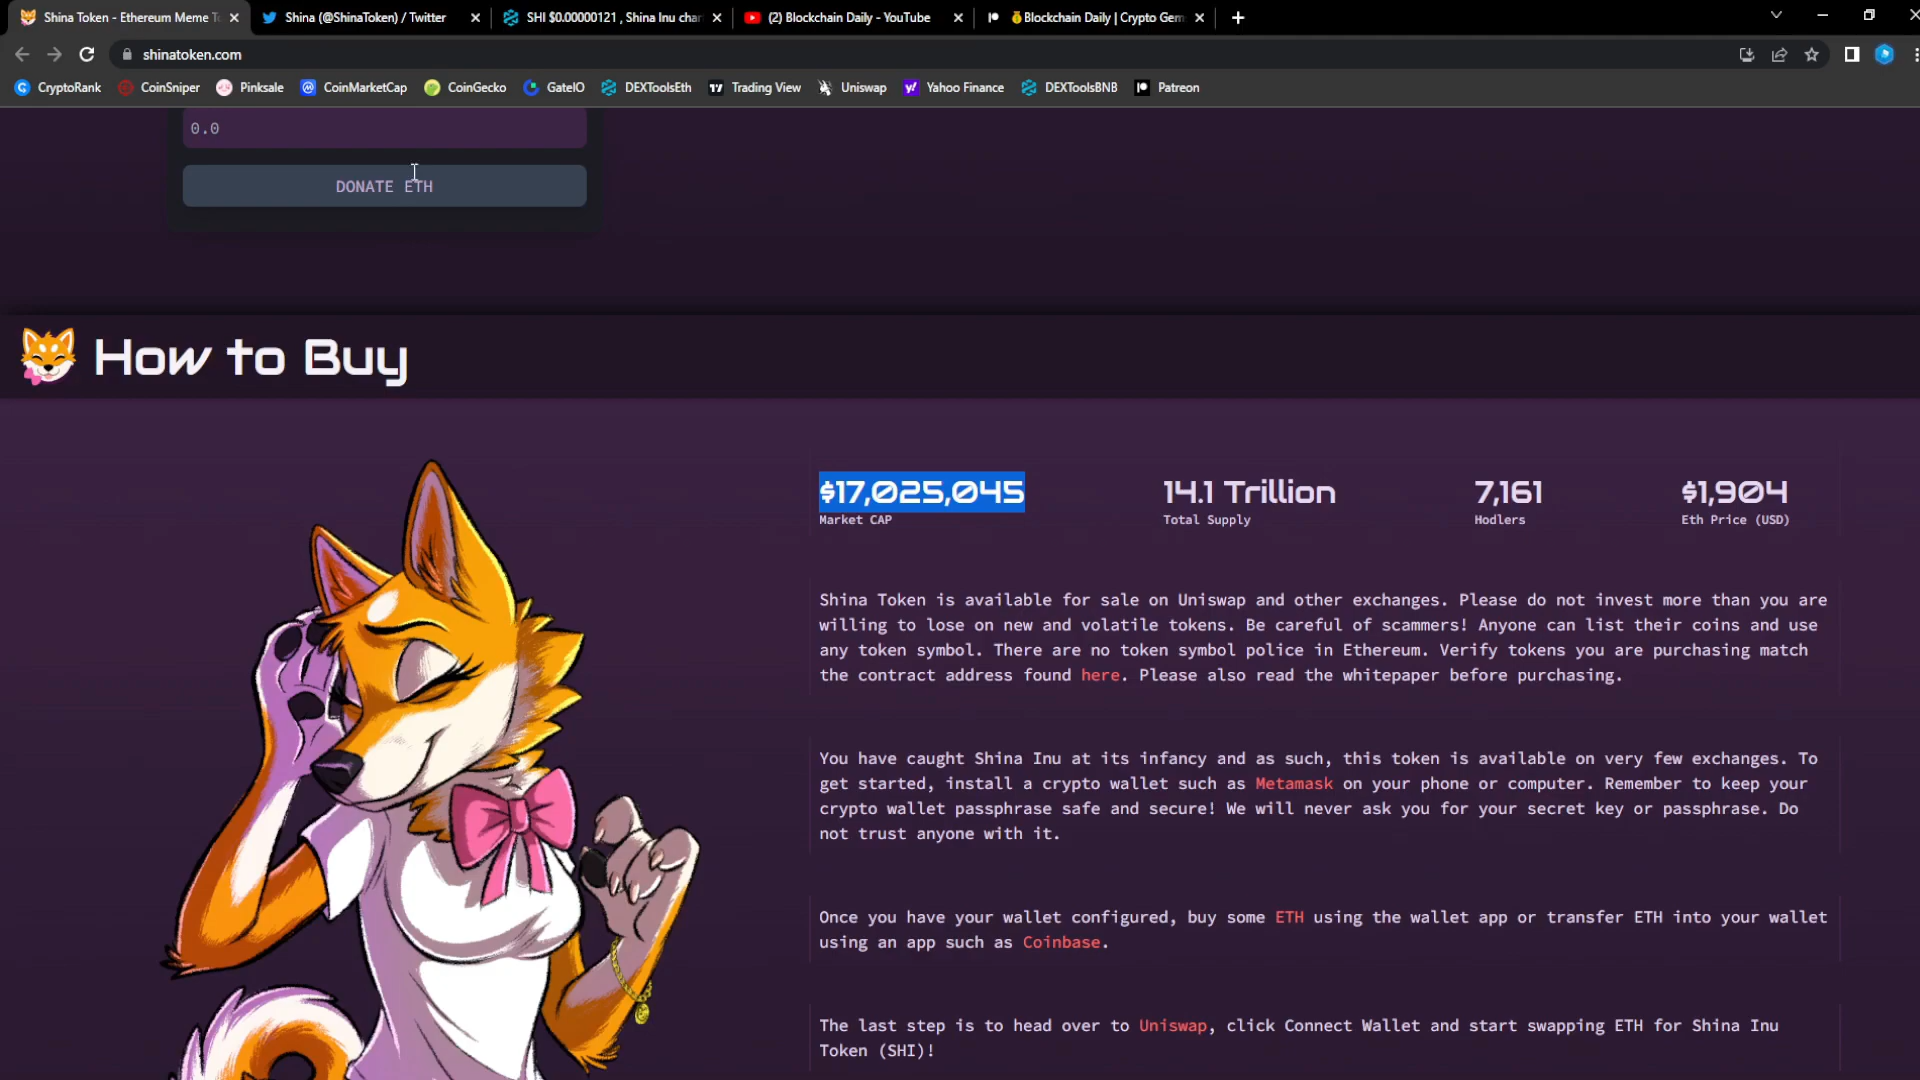 Shina Token - Ethereum Meme T
Shina (@ShinaToken) / Twitter
SHI $0.00000121 , Shina Inu char
(2) Blockchain Daily - YouTube
Blockchain Daily | Crypto Gem
shinatoken.com
CryptoRank
CoinSniper
Pinksale
CoinMarketCap
CoinGecko
GateIO
DEXToolsEth
Trading View
Uniswap
Yahoo Finance
DEXToolsBNB
Patreon
0.0
DONATE ETH
How to Buy
$17,025,045
Market CAP
14.1 Trillion
Total Supply
7,161
Hodlers
$1,904
Eth Price (USD)
Shina Token is available for sale on Uniswap and other exchanges. Please do not invest more than you are
willing to lose on new and volatile tokens. Be careful of scammers! Anyone can list their coins and use
any token symbol. There are no token symbol police in Ethereum. Verify tokens you are purchasing match
the contract address found here. Please also read the whitepaper before purchasing.
You have caught Shina Inu at its infancy and as such, this token is available on very few exchanges. To
get started, install a crypto wallet such as Metamask on your phone or computer. Remember to keep your
crypto wallet passphrase safe and secure! We will never ask you for your secret key or passphrase. Do
not trust anyone with it.
Once you have your wallet configured, buy some ETH using the wallet app or transfer ETH into your wallet
using an app such as Coinbase.
The last step is to head over to Uniswap, click Connect Wallet and start swapping ETH for Shina Inu
Token (SHI)!